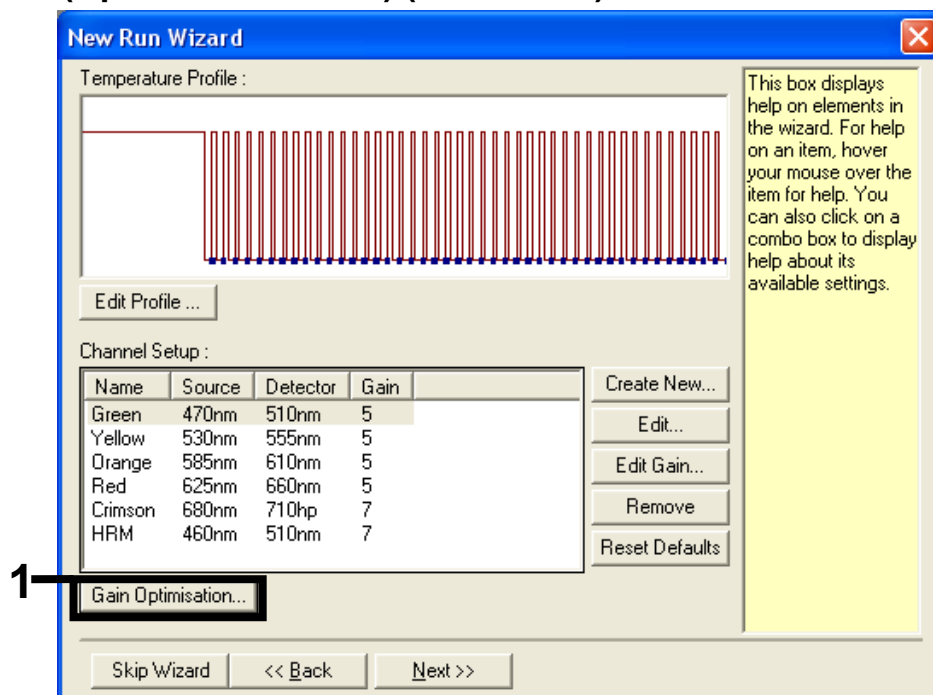 New Run Wizard
Temperature Profile :
This box displays
help on elements in
the wizard. For help
on an item, hover
your mouse over the
item for help. You
can also click on a
combo box to display
help about its
available settings.
Edit Profile ...
Channel Setup :
Name Source Detector Gain
Green 470nm 510nm 5
Yellow 530nm 555nm 5
Orange 585nm 610nm 5
Red 625nm 660nm 5
Crimson 680nm 710hp 7
HRM 460nm 510nm 7
Create New...
Edit...
Edit Gain...
Remove
Reset Defaults
1
Gain Optimisation...
Skip Wizard << Back Next >>